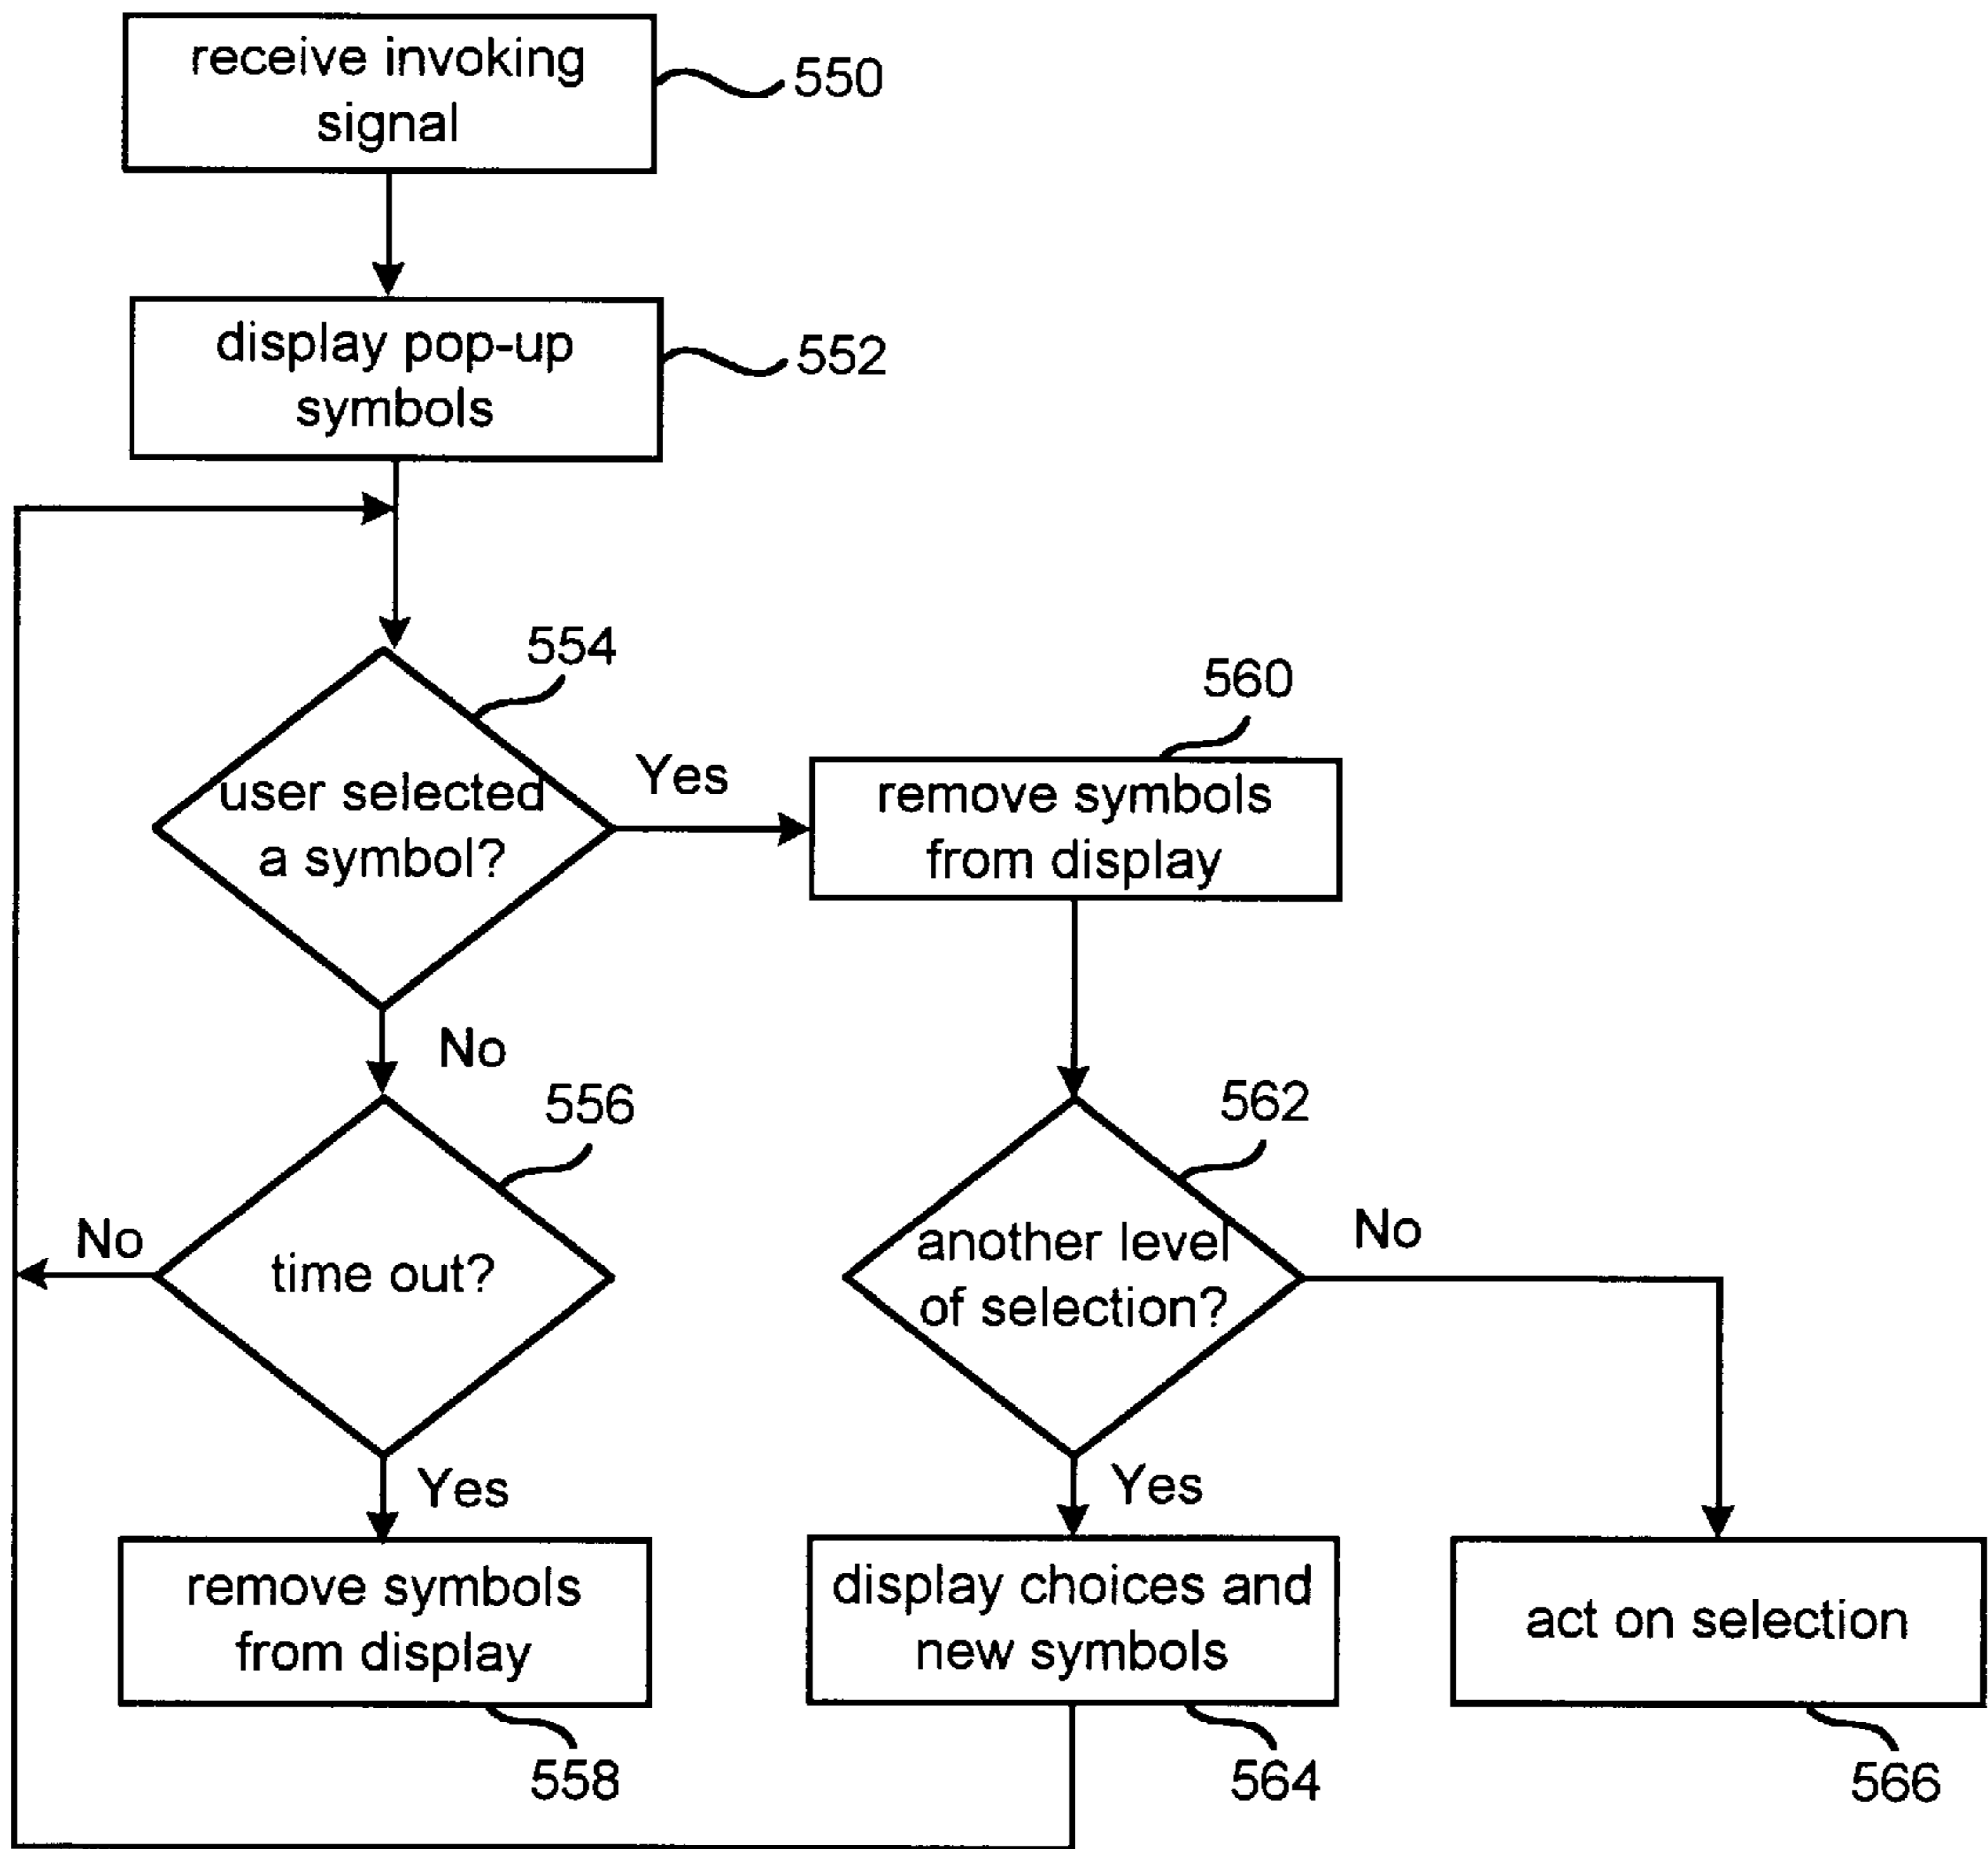 receive invoking
signal
550
display pop-up
symbols
552
554
user selected
a symbol?
Yes
560
remove symbols
from display
No
556
time out?
No
562
another level
of selection?
No
Yes
remove symbols
from display
558
Yes
display choices and
new symbols
564
act on selection
566